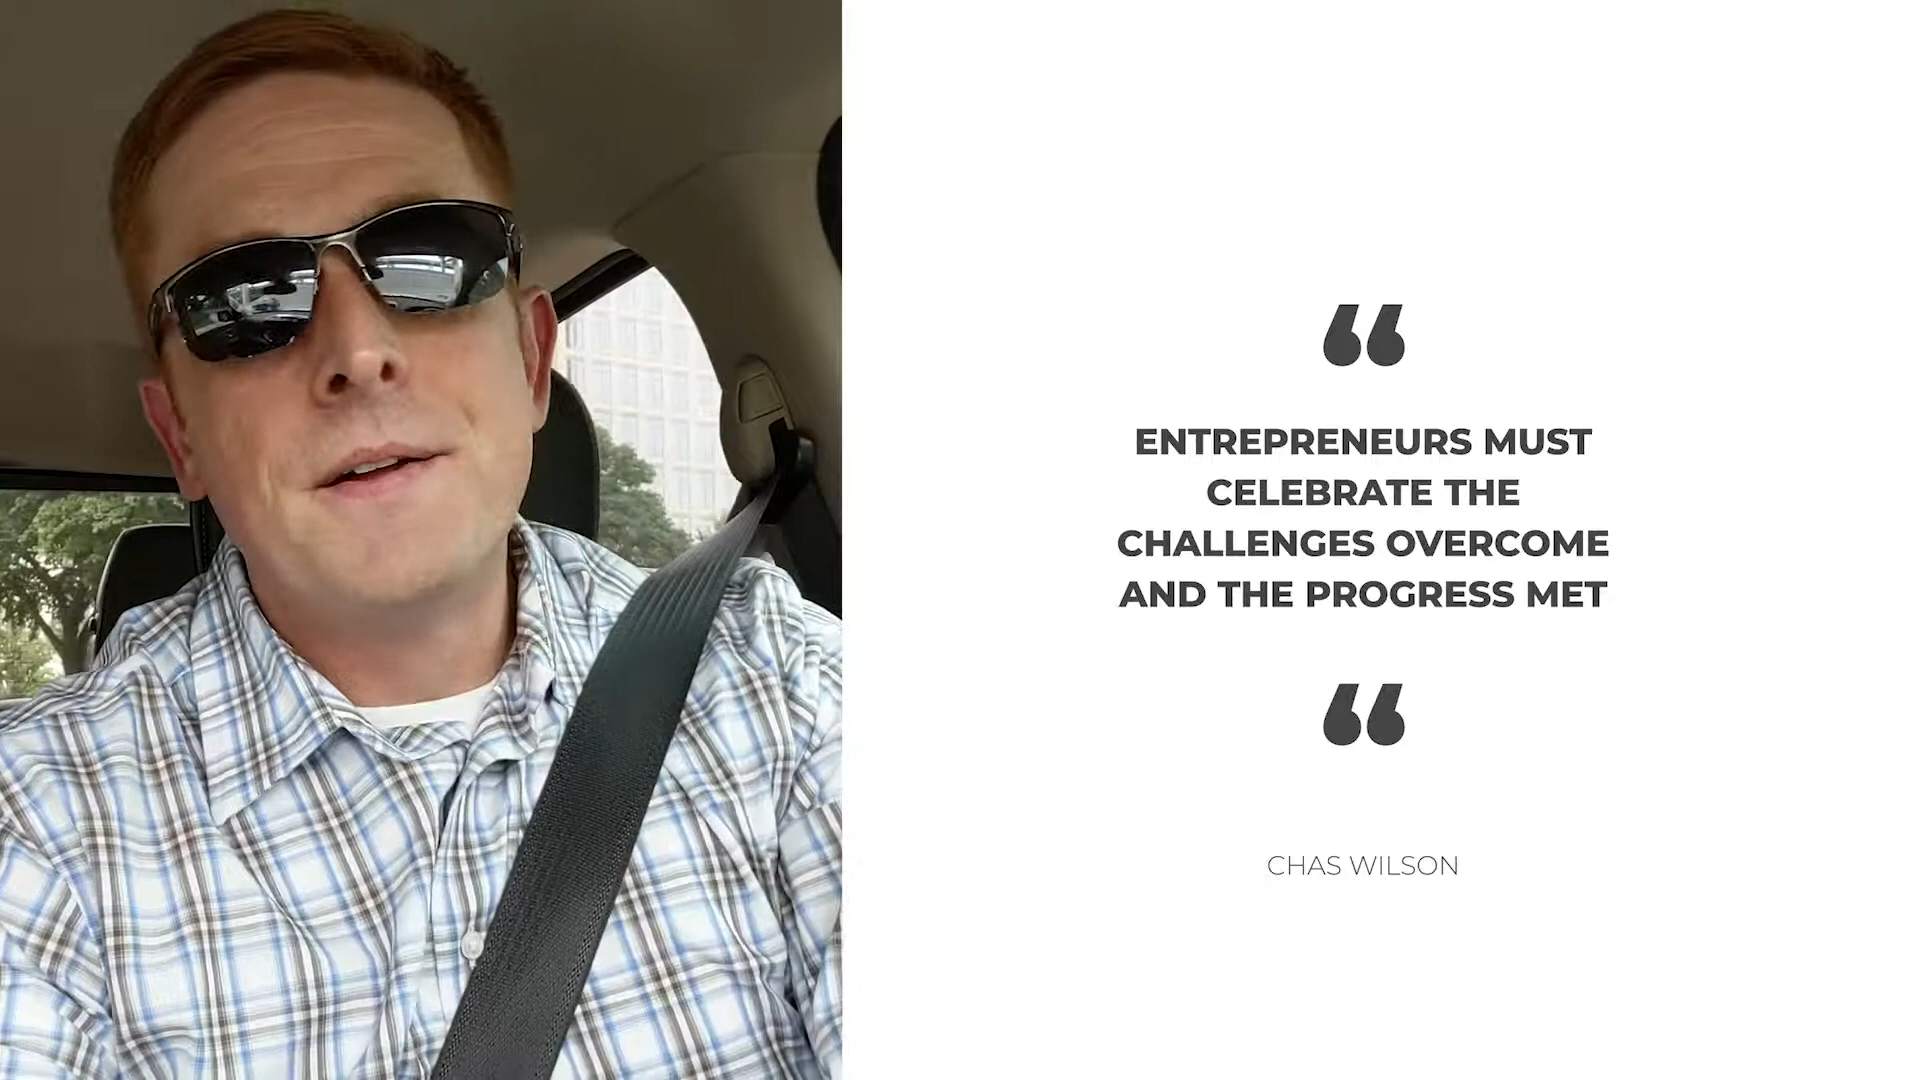 “
ENTREPRENEURS MUST
CELEBRATE THE
CHALLENGES OVERCOME
AND THE PROGRESS MET
“
CHAS WILSON